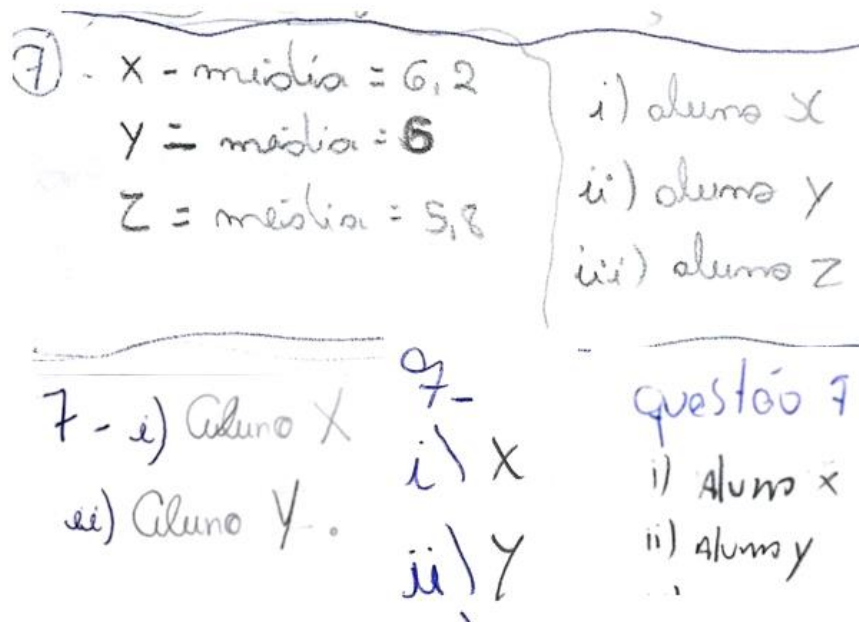 7 - X - média = 6,2
Y = média = 6
Z = média = 5,8
i) aluno X
ii) aluno Y
iii) aluno Z
7 - i) Aluno X
ii) Aluno Y.
7-
i) X
ii) Y
questão 7
i) Aluno x
ii) Aluno y